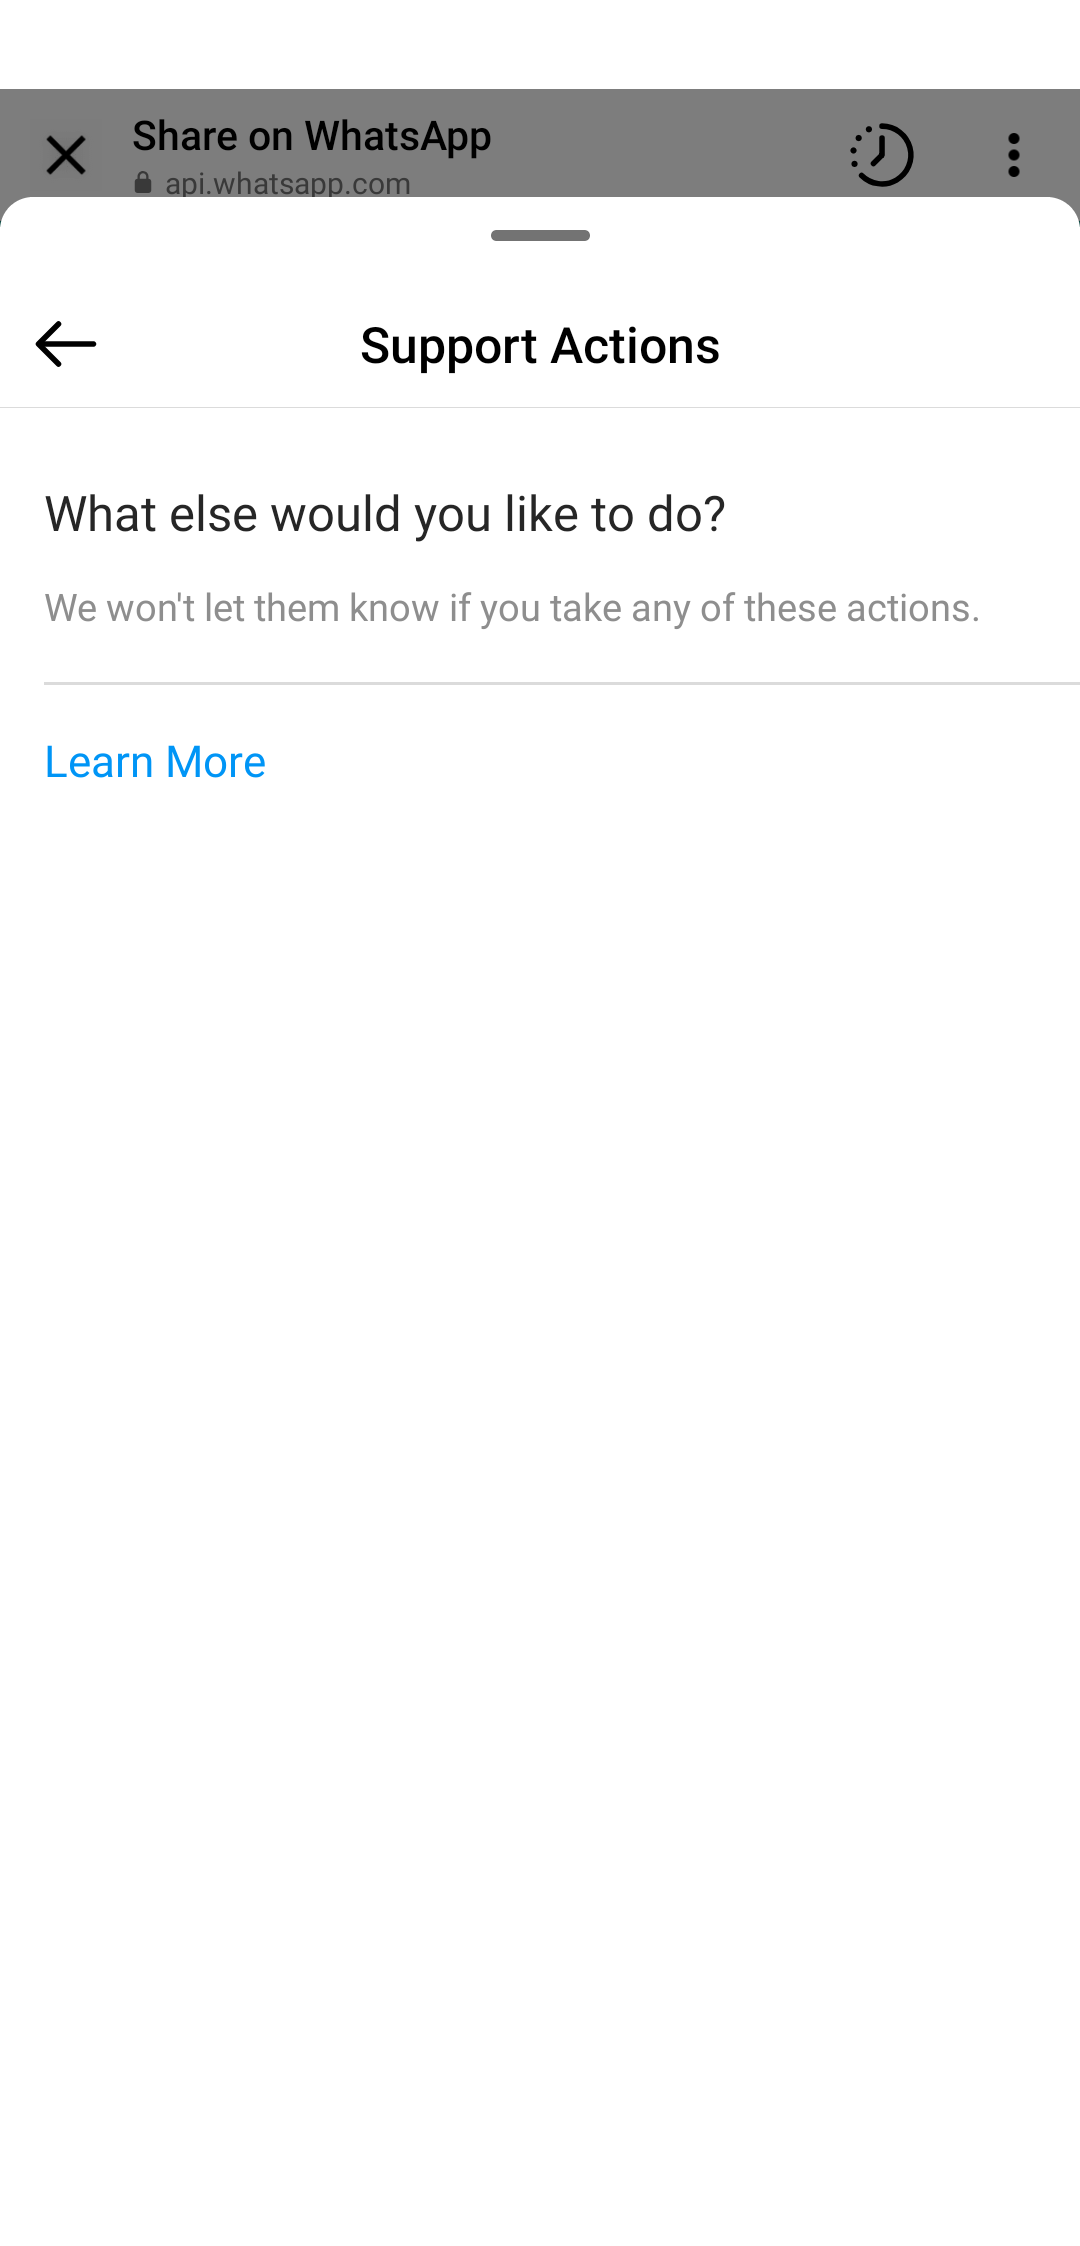 Share on WhatsApp
api.whatsapp.com
Support Actions
What else would you like to do?
We won't let them know if you take any of these actions.
Learn More